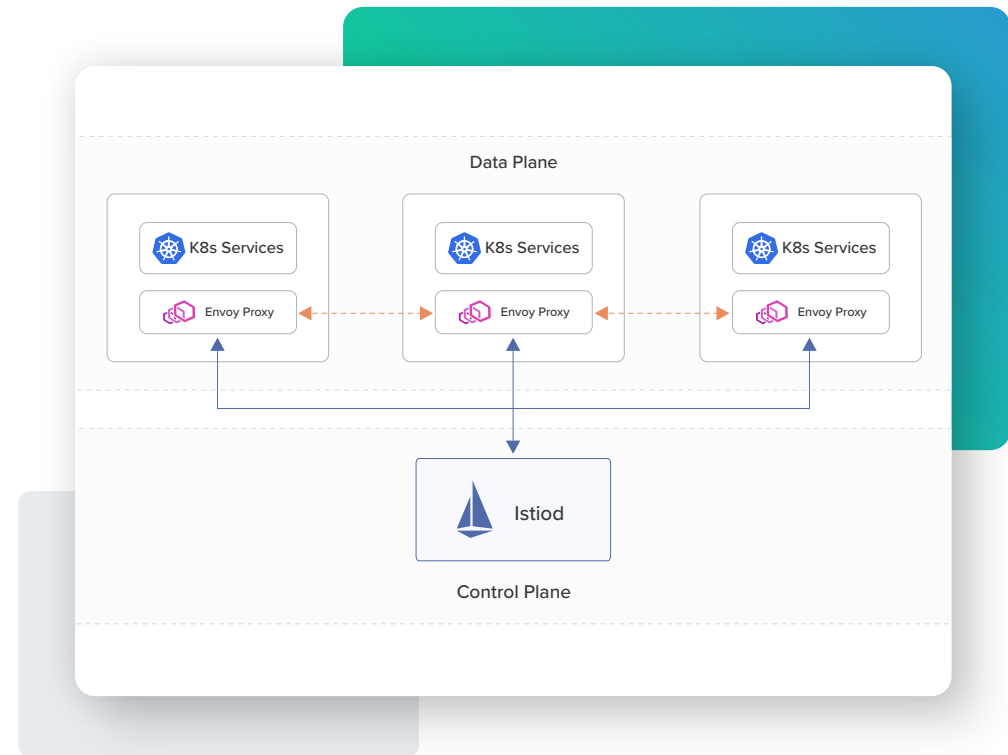 Data Plane
K8s Services
K8s Services
K8s Services
Envoy Proxy
Envoy Proxy
Envoy Proxy
Istiod
Control Plane